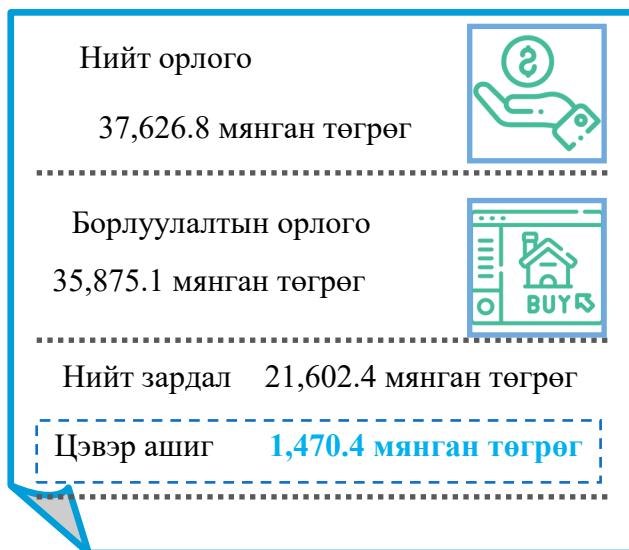 Нийт орлого
37,626.8 мянган төгрөг
Борлуулалтын орлого
35,875.1 мянган төгрөг
BUY
Нийт зардал 21,602.4 мянган төгрөг
Цэвэр ашиг 1,470.4 мянган төгрөг